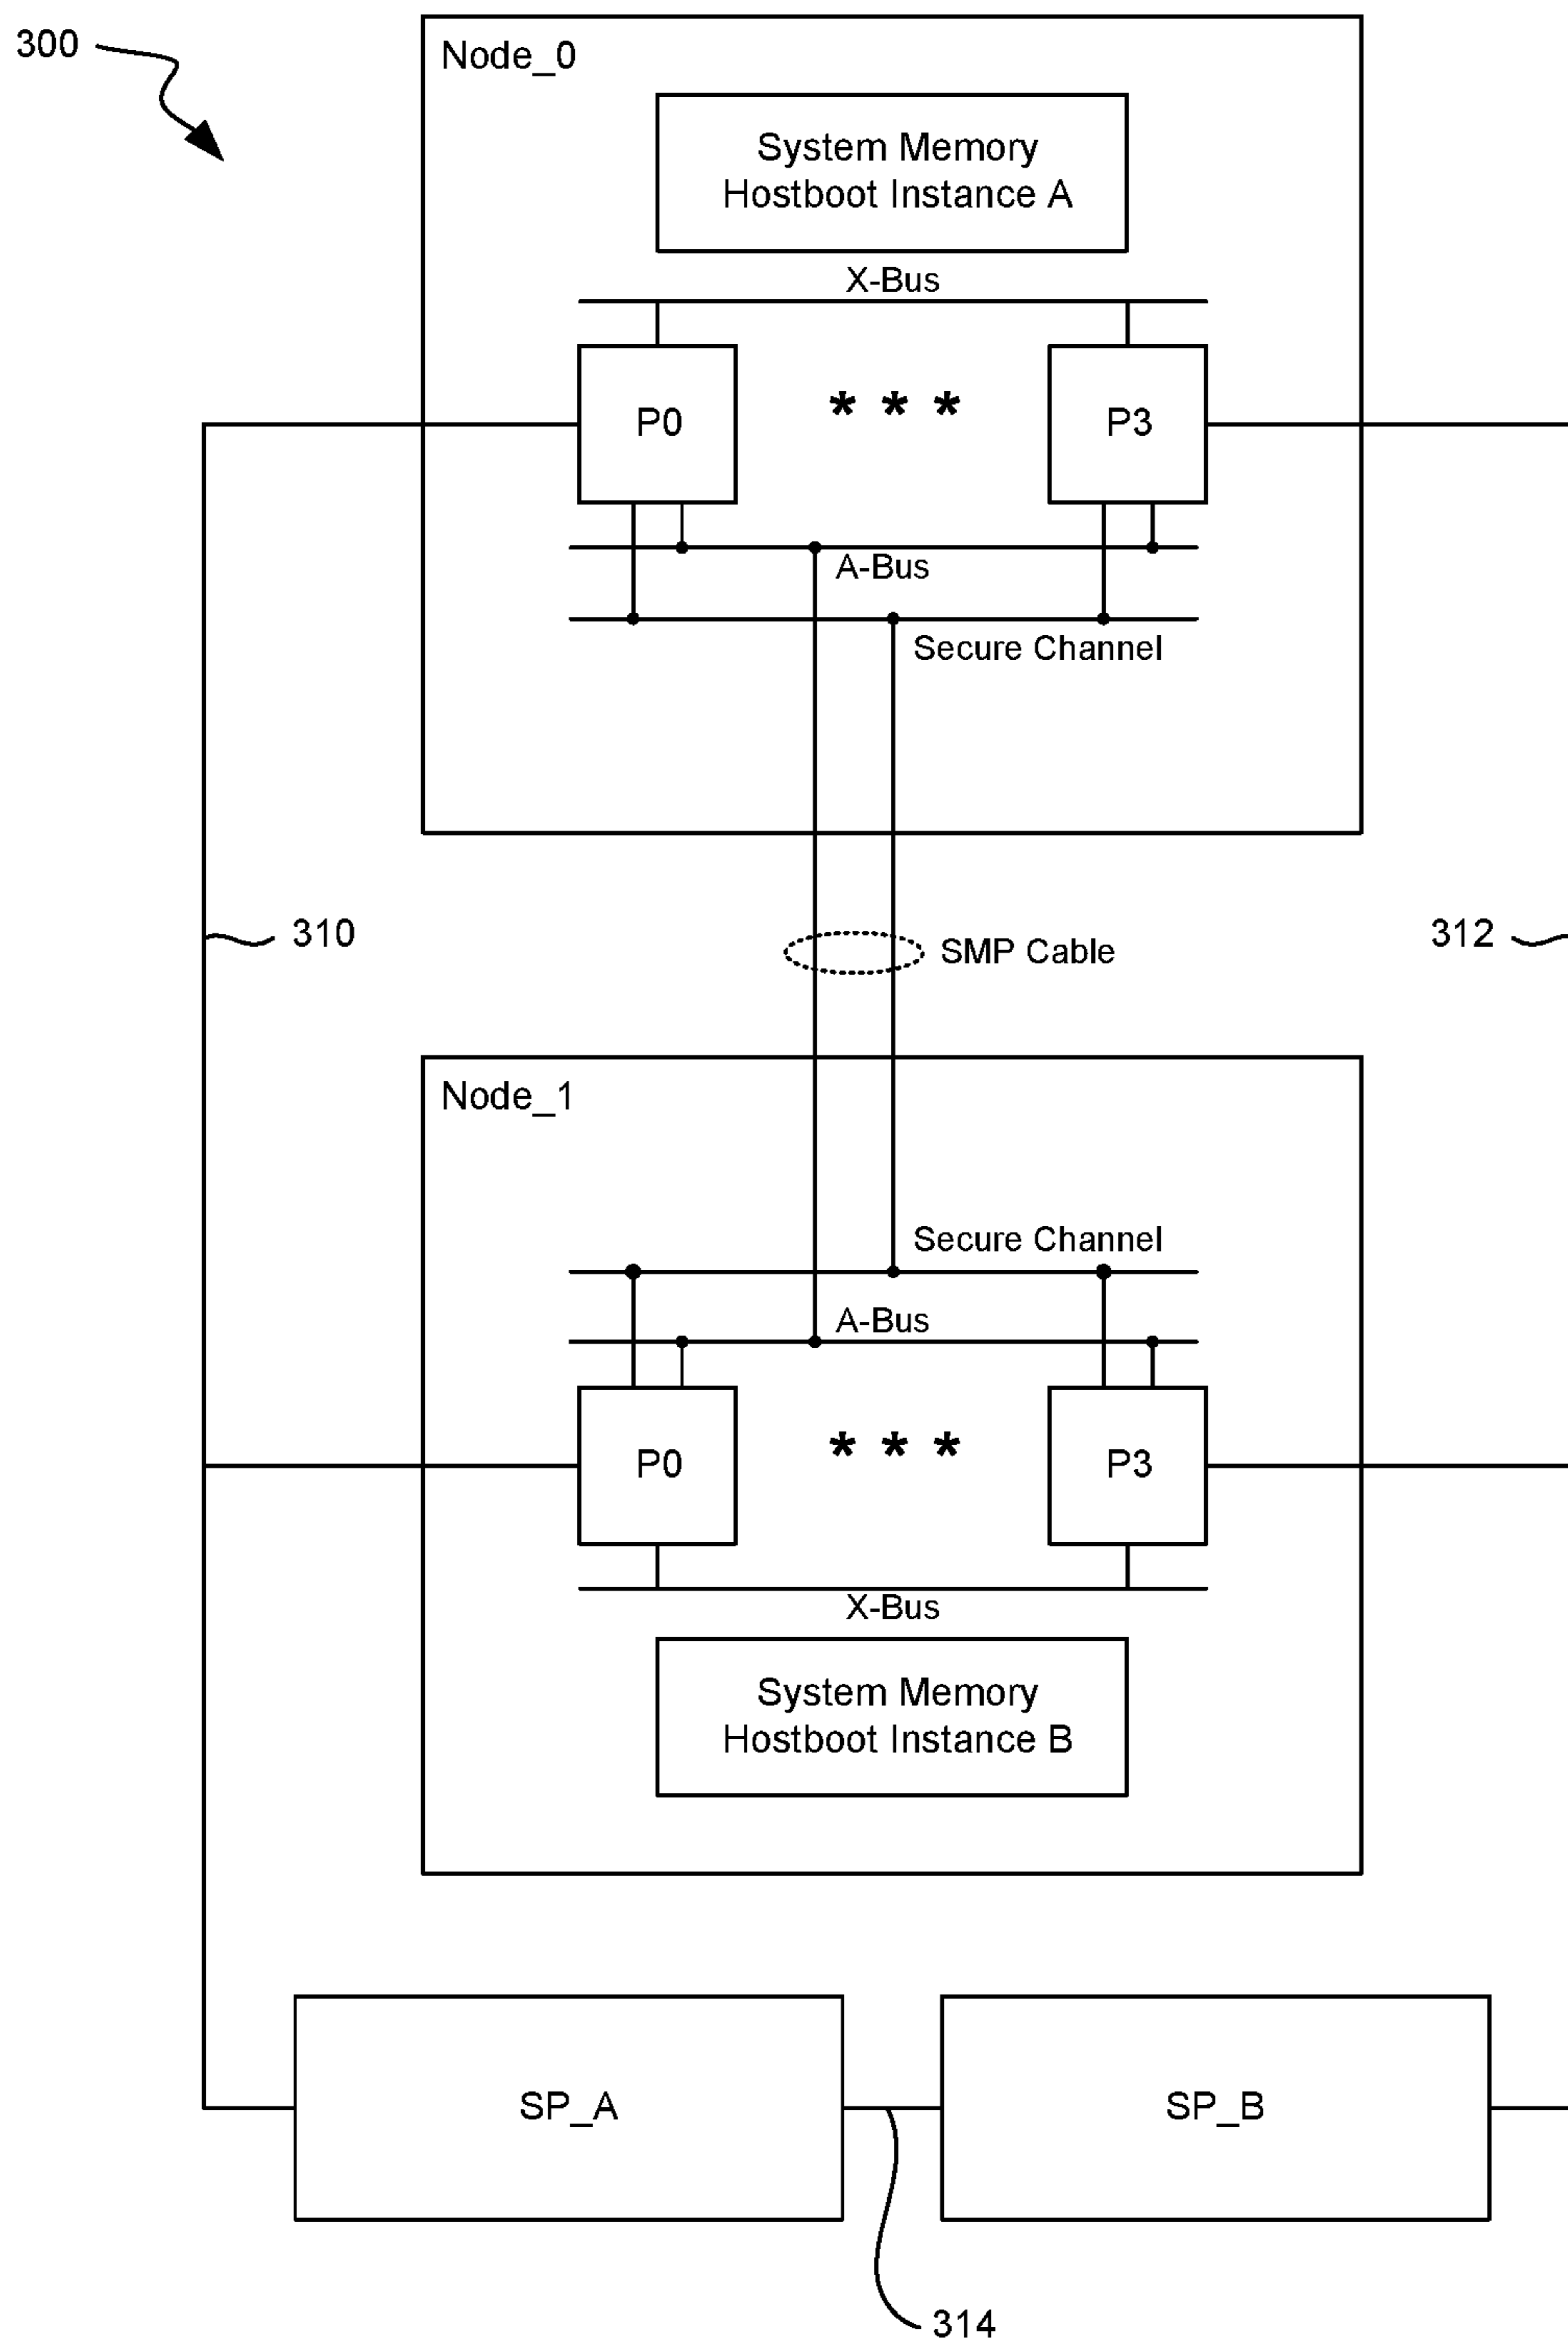 300
Node_0
System Memory
Hostboot Instance A
X-Bus
P0
* * *
P3
A-Bus
Secure Channel
310
SMP Cable
312
Node_1
Secure Channel
A-Bus
P0
* * *
P3
X-Bus
System Memory
Hostboot Instance B
SP_A
SP_B
314